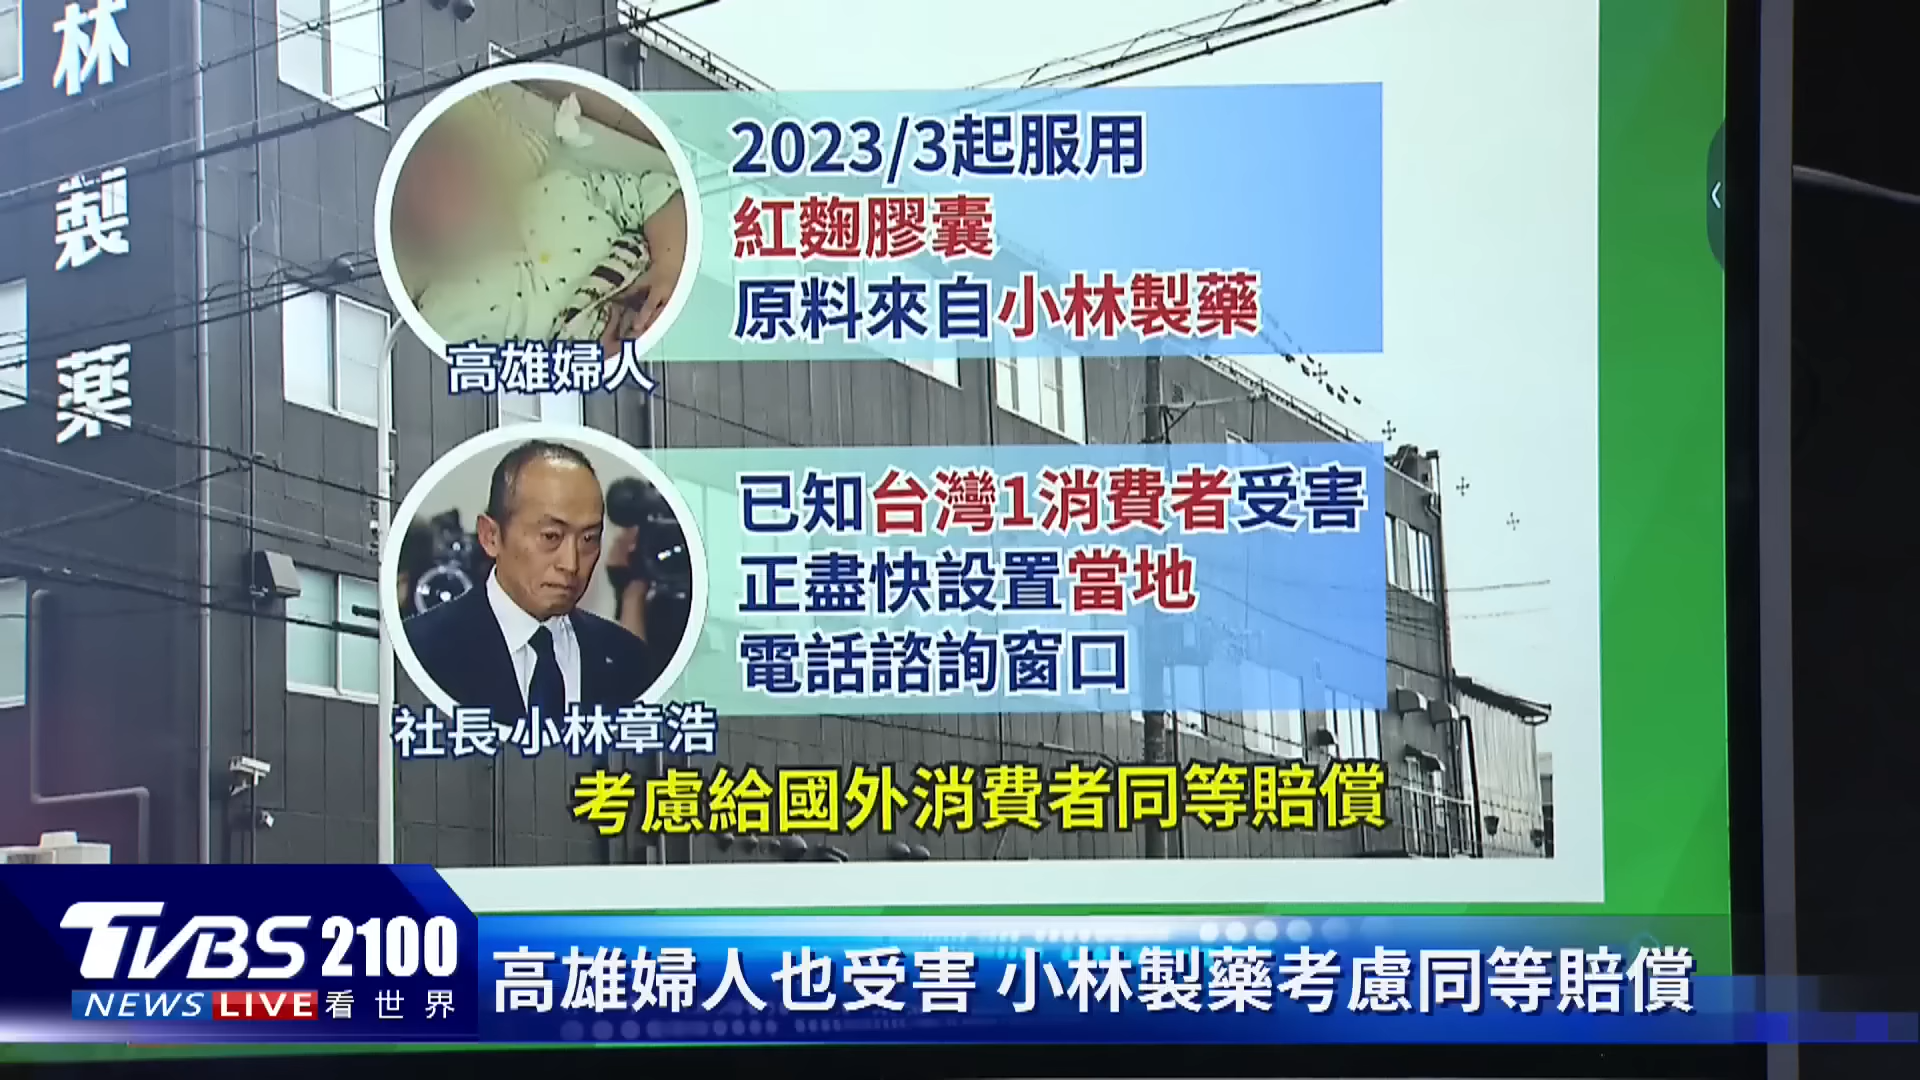 林
製
薬
2023/3起服用
紅麴膠囊
原料來自小林製藥
高雄婦人
已知台灣1消費者受害
正盡快設置當地
電話諮詢窗口
社長 小林章浩
考慮給國外消費者同等賠償
TVBS 2100
NEWS LIVE 看世界
高雄婦人也受害 小林製藥考慮同等賠償